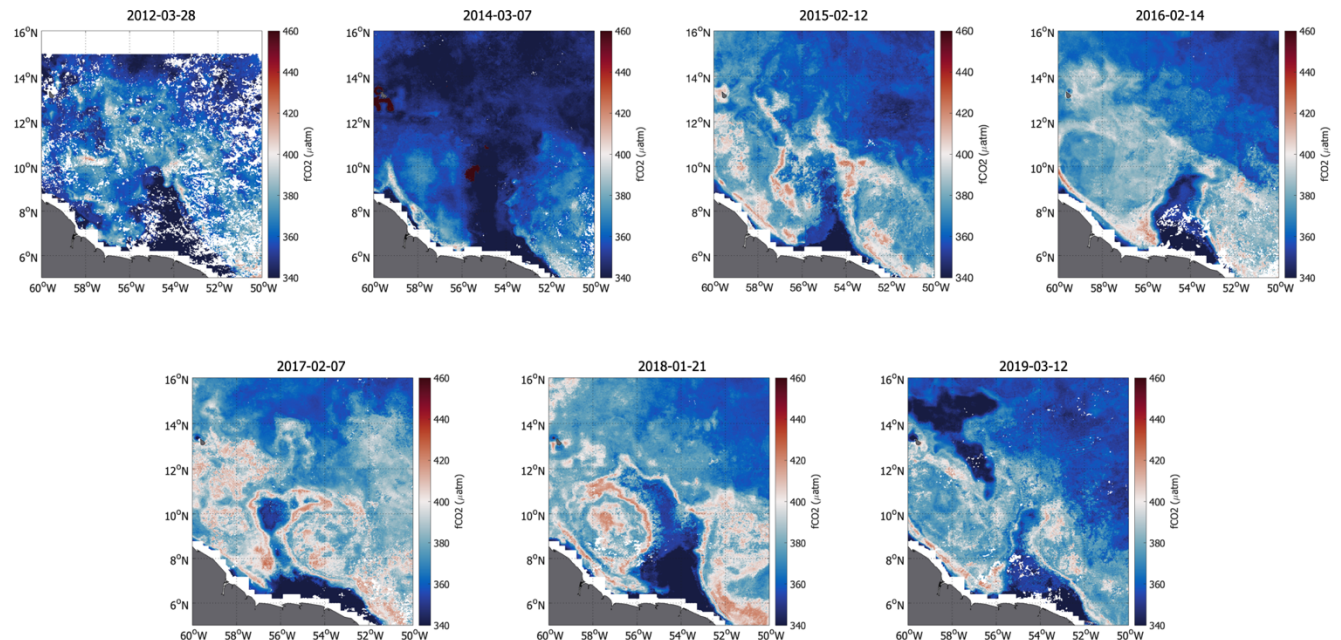 2012-03-28
16°N
14°N
12°N
10°N
8°N
6°N
60°W 58°W 56°W 54°W 52°W 50°W
460
440
420
400
380
360
340
fCO2 (μatm)
2014-03-07
16°N
14°N
12°N
10°N
8°N
6°N
60°W 58°W 56°W 54°W 52°W 50°W
460
440
420
400
380
360
340
fCO2 (μatm)
2015-02-12
16°N
14°N
12°N
10°N
8°N
6°N
60°W 58°W 56°W 54°W 52°W 50°W
460
440
420
400
380
360
340
fCO2 (μatm)
2016-02-14
16°N
14°N
12°N
10°N
8°N
6°N
60°W 58°W 56°W 54°W 52°W 50°W
460
440
420
400
380
360
340
fCO2 (μatm)
2017-02-07
16°N
14°N
12°N
10°N
8°N
6°N
60°W 58°W 56°W 54°W 52°W 50°W
460
440
420
400
380
360
340
fCO2 (μatm)
2018-01-21
16°N
14°N
12°N
10°N
8°N
6°N
60°W 58°W 56°W 54°W 52°W 50°W
460
440
420
400
380
360
340
fCO2 (μatm)
2019-03-12
16°N
14°N
12°N
10°N
8°N
6°N
60°W 58°W 56°W 54°W 52°W 50°W
460
440
420
400
380
360
340
fCO2 (μatm)